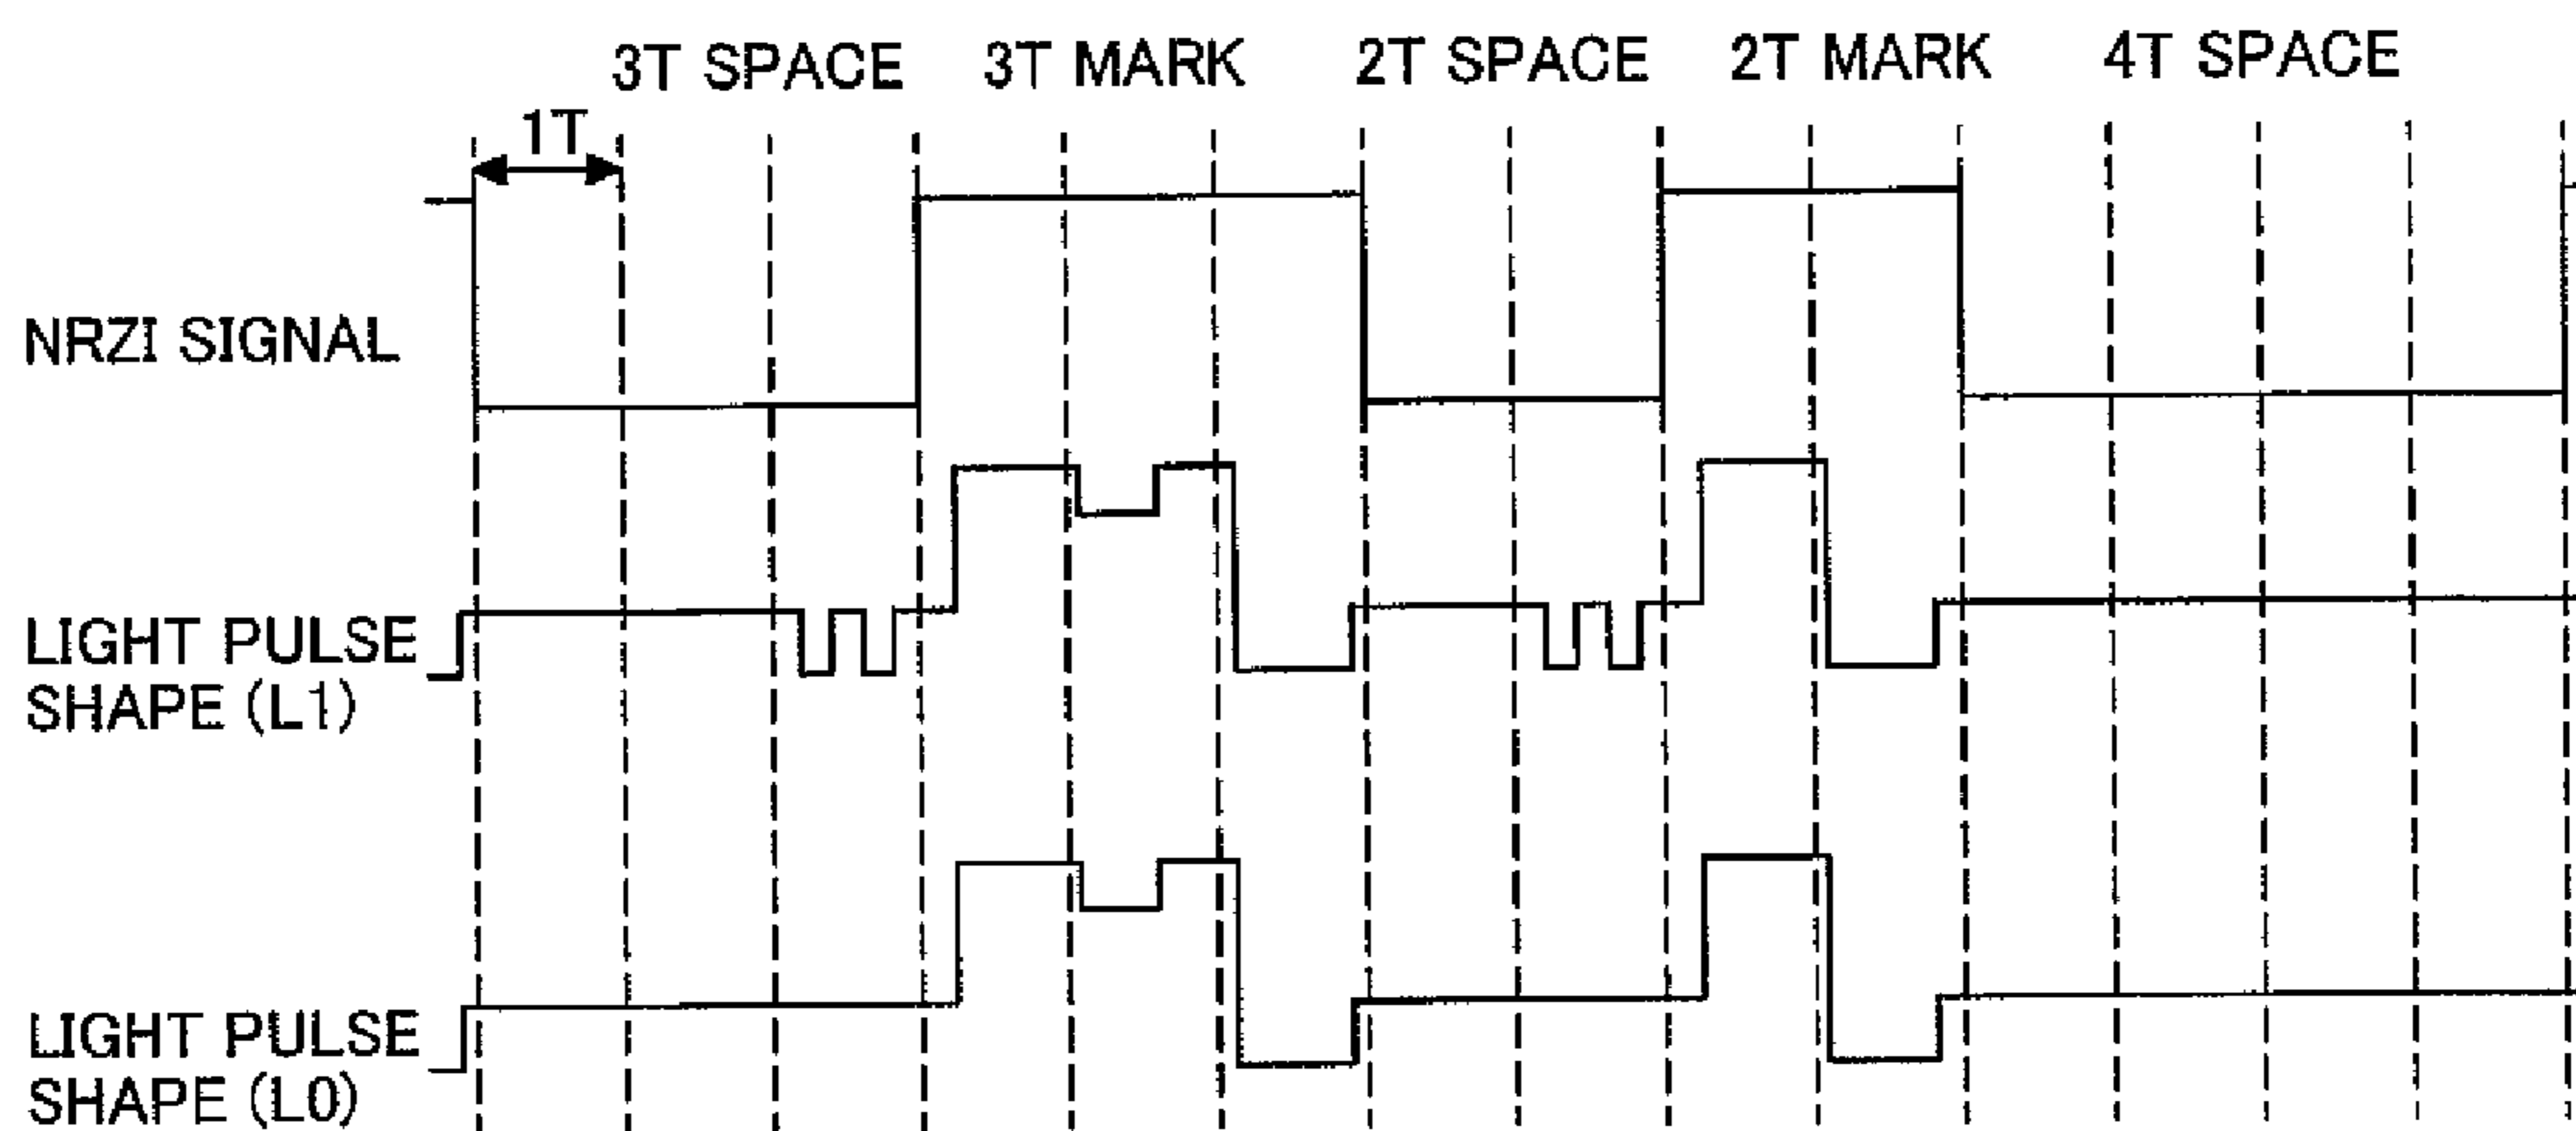 3T SPACE 3T MARK 2T SPACE 2T MARK 4T SPACE
1T
NRZI SIGNAL
LIGHT PULSE
SHAPE (L1)
LIGHT PULSE
SHAPE (L0)